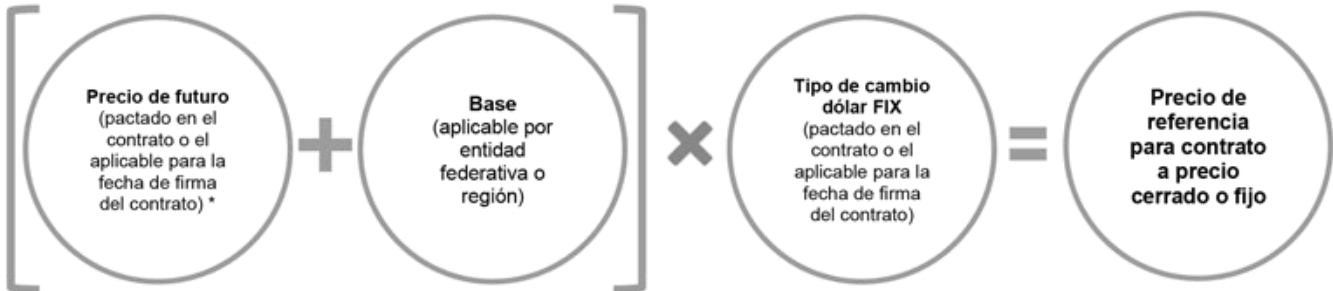 Precio de futuro
(pactado en el
contrato o el
aplicable para la
fecha de firma
del contrato) *
+
Base
(aplicable por
entidad
federativa o
región)
×
Tipo de cambio
dólar FIX
(pactado en el
contrato o el
aplicable para la
fecha de firma
del contrato)
=
Precio de
referencia
para contrato
a precio
cerrado o fijo